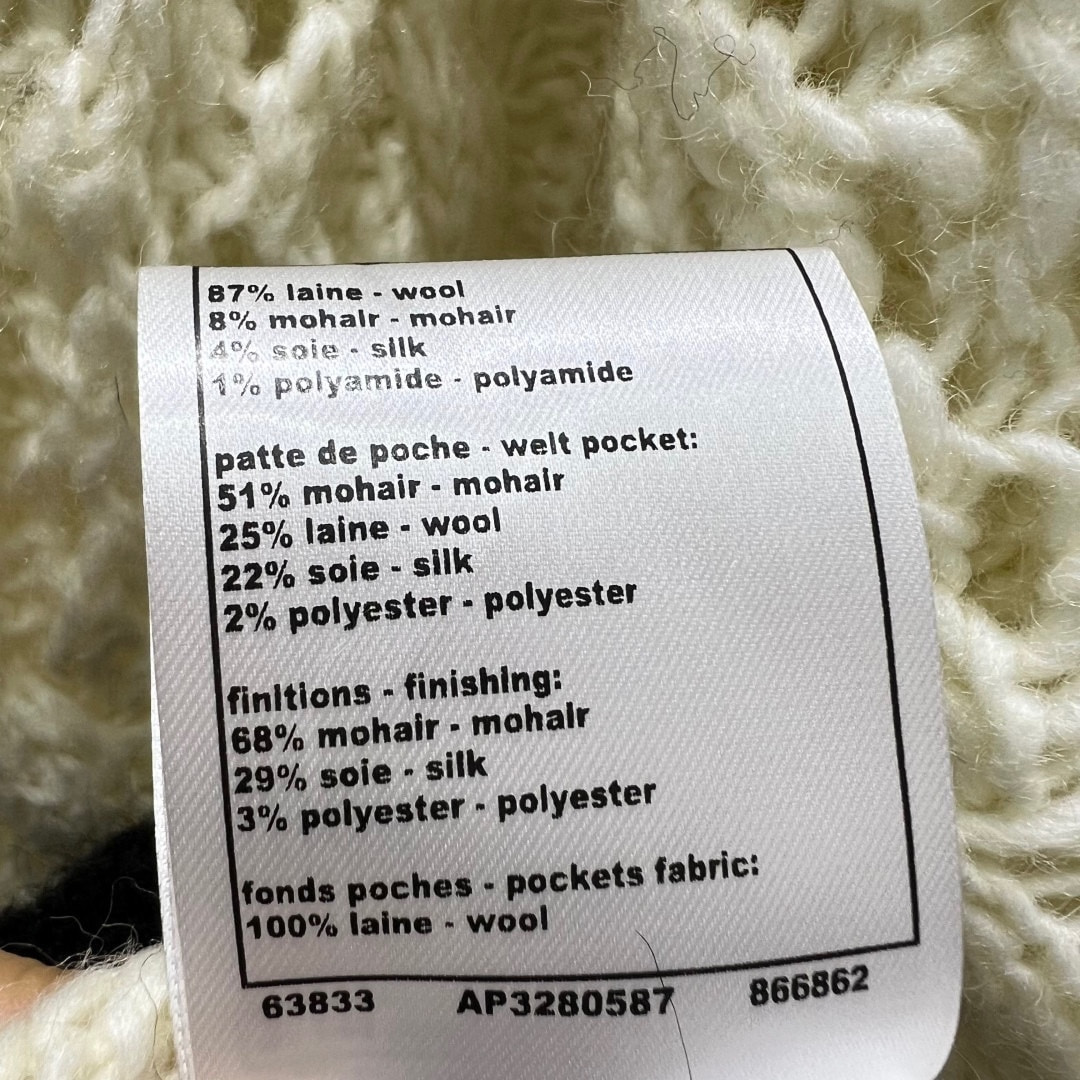 87% laine - wool
8% mohair - mohair
4% soie - silk
1% polyamide - polyamide
patte de poche - welt pocket:
51% mohair - mohair
25% laine - wool
22% soie - silk
2% polyester - polyester
finitions - finishing:
68% mohair - mohair
29% soie - silk
3% polyester - polyester
fonds poches - pockets fabric:
100% laine - wool
63833 AP3280587 866862